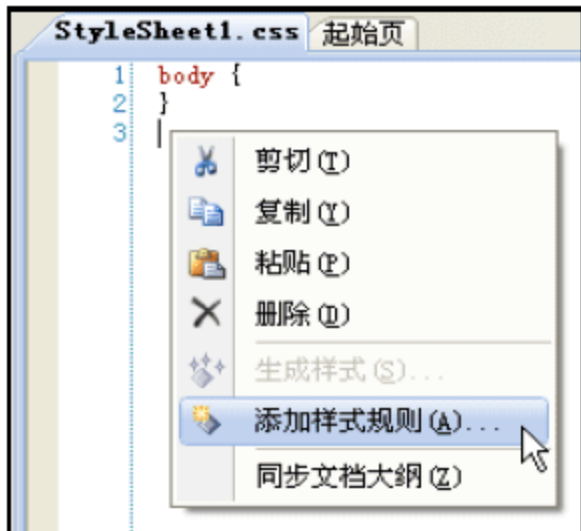 StyleSheet1.css 起始页
1 body {
2 }
3
剪切(T)
复制(Y)
粘贴(P)
删除(D)
生成样式(S)...
添加样式规则(A)...
同步文档大纲(Z)